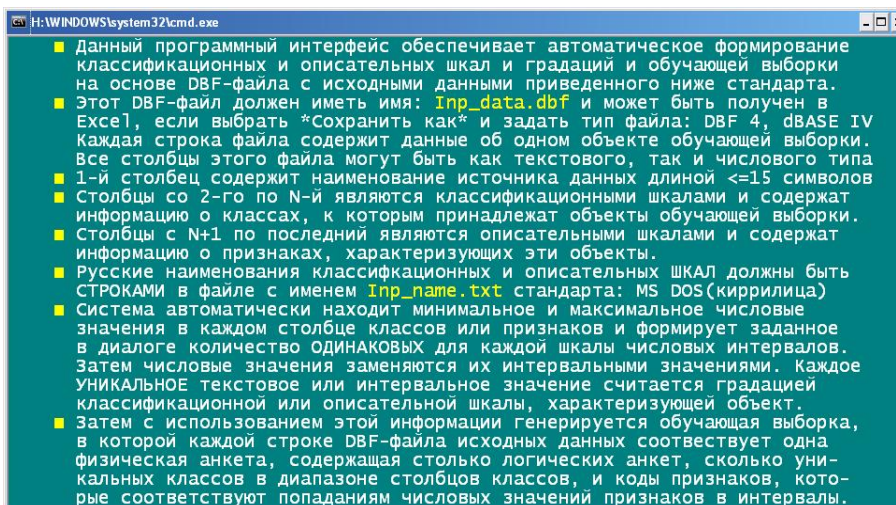 H:\WINDOWS\system32\cmd.exe
■ Данный программный интерфейс обеспечивает автоматическое формирование
классификационных и описательных шкал и градаций и обучающей выборки
на основе DBF-файла с исходными данными приведенного ниже стандарта.
■ Этот DBF-файл должен иметь имя: Inp_data.dbf и может быть получен в
Excel, если выбрать *Сохранить как* и задать тип файла: DBF 4, dBASE IV
Каждая строка файла содержит данные об одном объекте обучающей выборки.
Все столбцы этого файла могут быть как текстового, так и числового типа
■ 1-й столбец содержит наименование источника данных длиной <=15 символов
■ Столбцы со 2-го по N-й являются классификационными шкалами и содержат
информацию о классах, к которым принадлежат объекты обучающей выборки.
■ Столбцы с N+1 по последний являются описательными шкалами и содержат
информацию о признаках, характеризующих эти объекты.
■ Русские наименования классифкационных и описательных ШКАЛ должны быть
СТРОКАМИ в файле с именем Inp_name.txt стандарта: MS DOS(киррилица)
■ Система автоматически находит минимальное и максимальное числовые
значения в каждом столбце классов или признаков и формирует заданное
в диалоге количество ОДИНАКОВЫХ для каждой шкалы числовых интервалов.
Затем числовые значения заменяются их интервальными значениями. Каждое
УНИКАЛЬНОЕ текстовое или интервальное значение считается градацией
классификационной или описательной шкалы, характеризующей объект.
■ Затем с использованием этой информации генерируется обучающая выборка,
в которой каждой строке DBF-файла исходных данных соотвествует одна
физическая анкета, содержащая столько логических анкет, сколько уни-
кальных классов в диапазоне столбцов классов, и коды признаков, кото-
рые соответствуют попаданиям числовых значений признаков в интервалы.